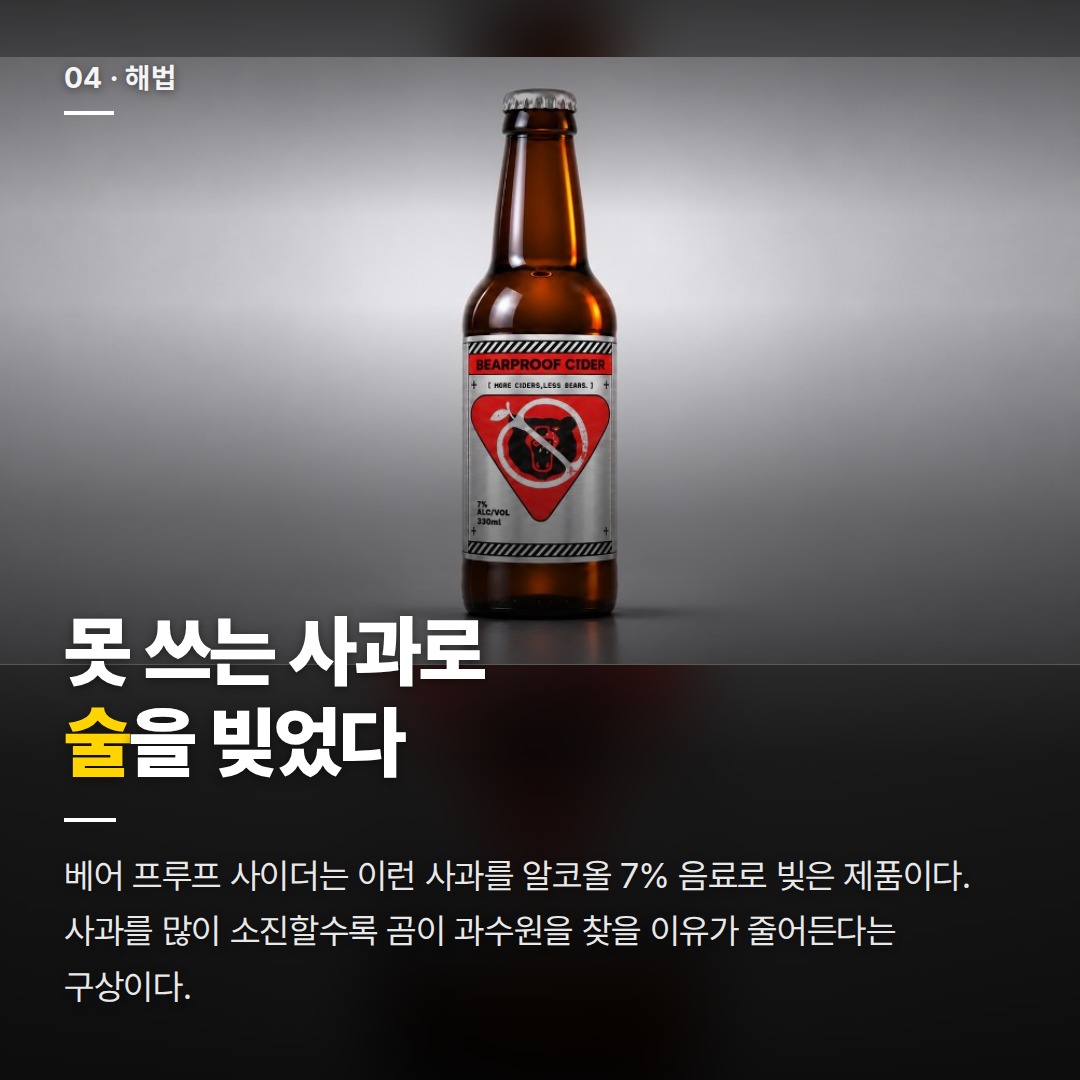 04 · 해법
BEARPROOF CIDER
[ MORE CIDERS, LESS BEARS. ]
7%
ALC/VOL
330ml
못 쓰는 사과로
술을 빚었다
베어 프루프 사이더는 이런 사과를 알코올 7% 음료로 빚은 제품이다.
사과를 많이 소진할수록 곰이 과수원을 찾을 이유가 줄어든다는
구상이다.